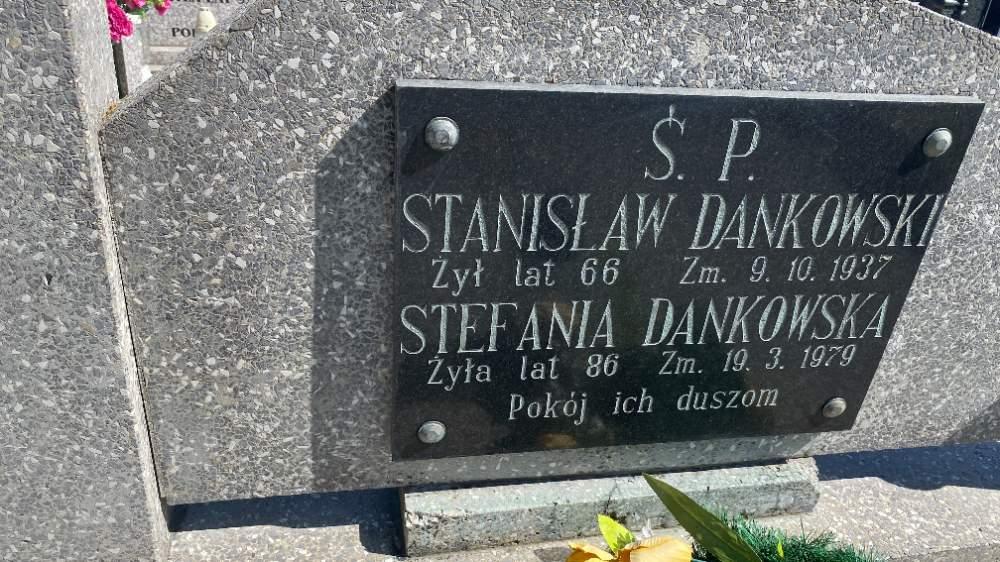 Ś. P.
STANISŁAW DANKOWSKI
Żył lat 66 Zm. 9. 10. 1937
STEFANIA DANKOWSKA
Żyła lat 86 Zm. 19. 3. 1979
Pokój ich duszom